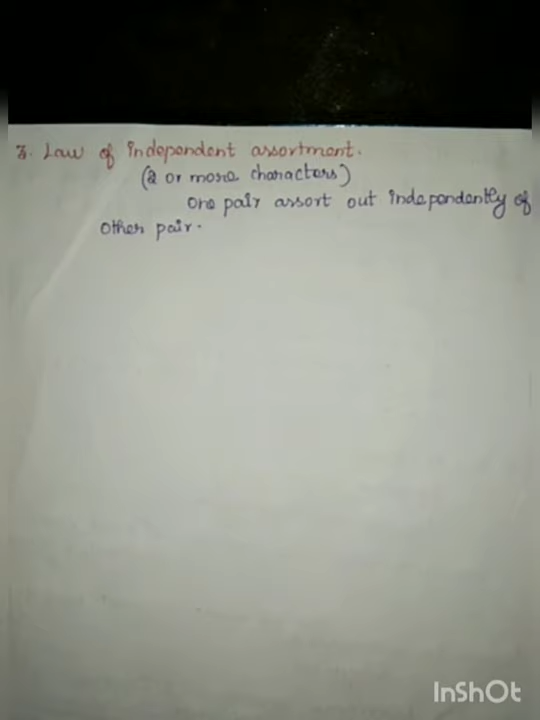 3. Law of independent assortment.
(2 or more characters)
One pair assort out independently of
other pair.
InShOt